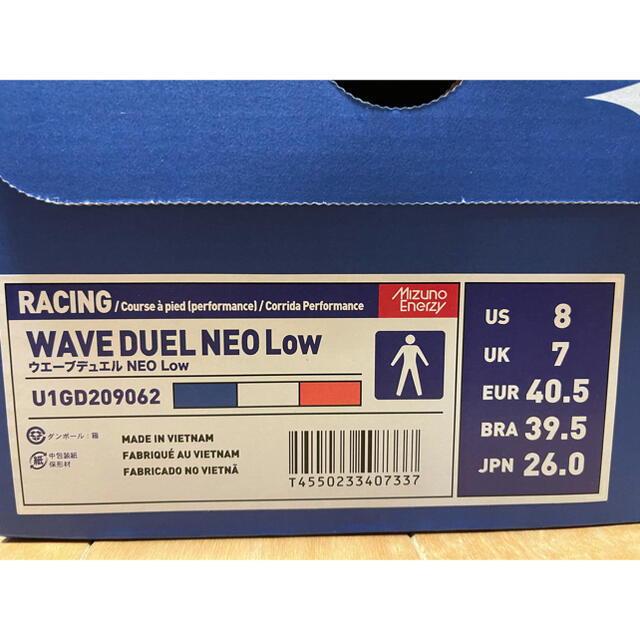 RACING / Course à pied (performance) / Corrida Performance
Mizuno
Enerzy
WAVE DUEL NEO Low
ウエーブデュエル NEO Low
U1GD209062
ダンボール : 箱
紙
中包装紙
保形材
MADE IN VIETNAM
FABRIQUÉ AU VIETNAM
FABRICADO NO VIETNÃ
T4550233407337
US 8
UK 7
EUR 40.5
BRA 39.5
JPN 26.0